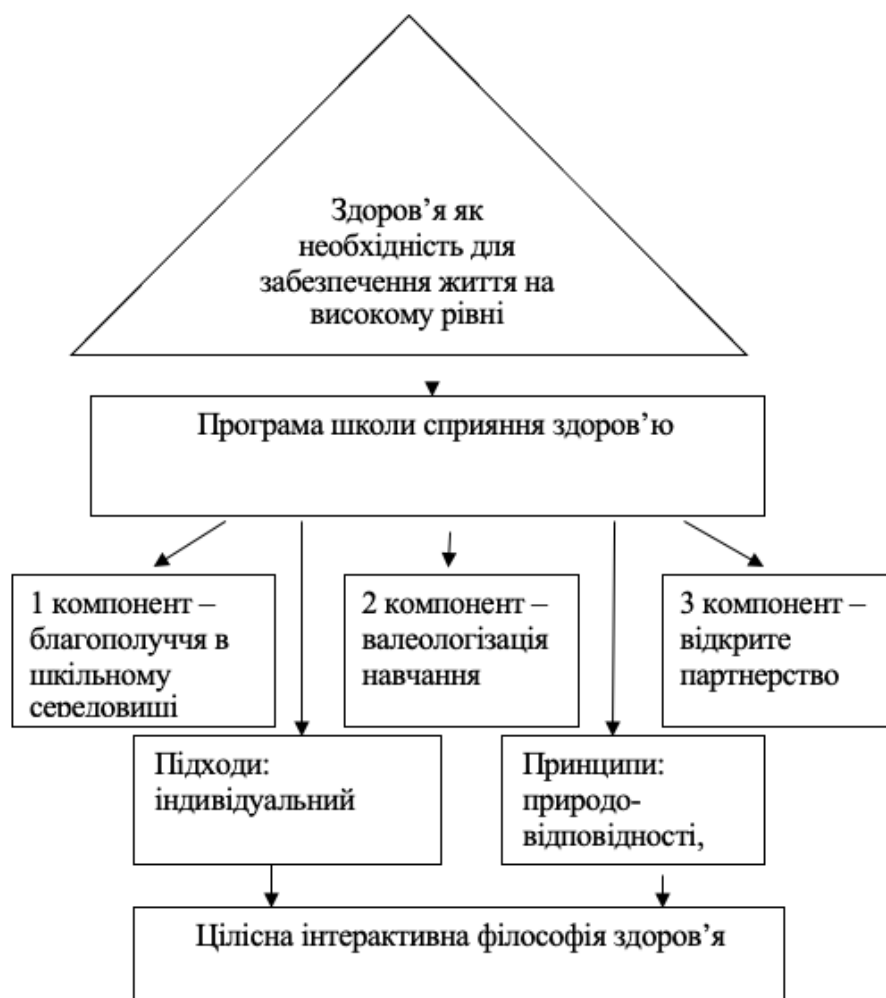 Здоров’я як
необхідність для
забезпечення життя на
високому рівні
Програма школи сприяння здоров’ю
1 компонент –
благополуччя в
шкільному
середовищі
2 компонент –
валеологізація
навчання
3 компонент –
відкрите
партнерство
Підходи:
індивідуальний
Принципи:
природо-
відповідності,
Цілісна інтерактивна філософія здоров’я